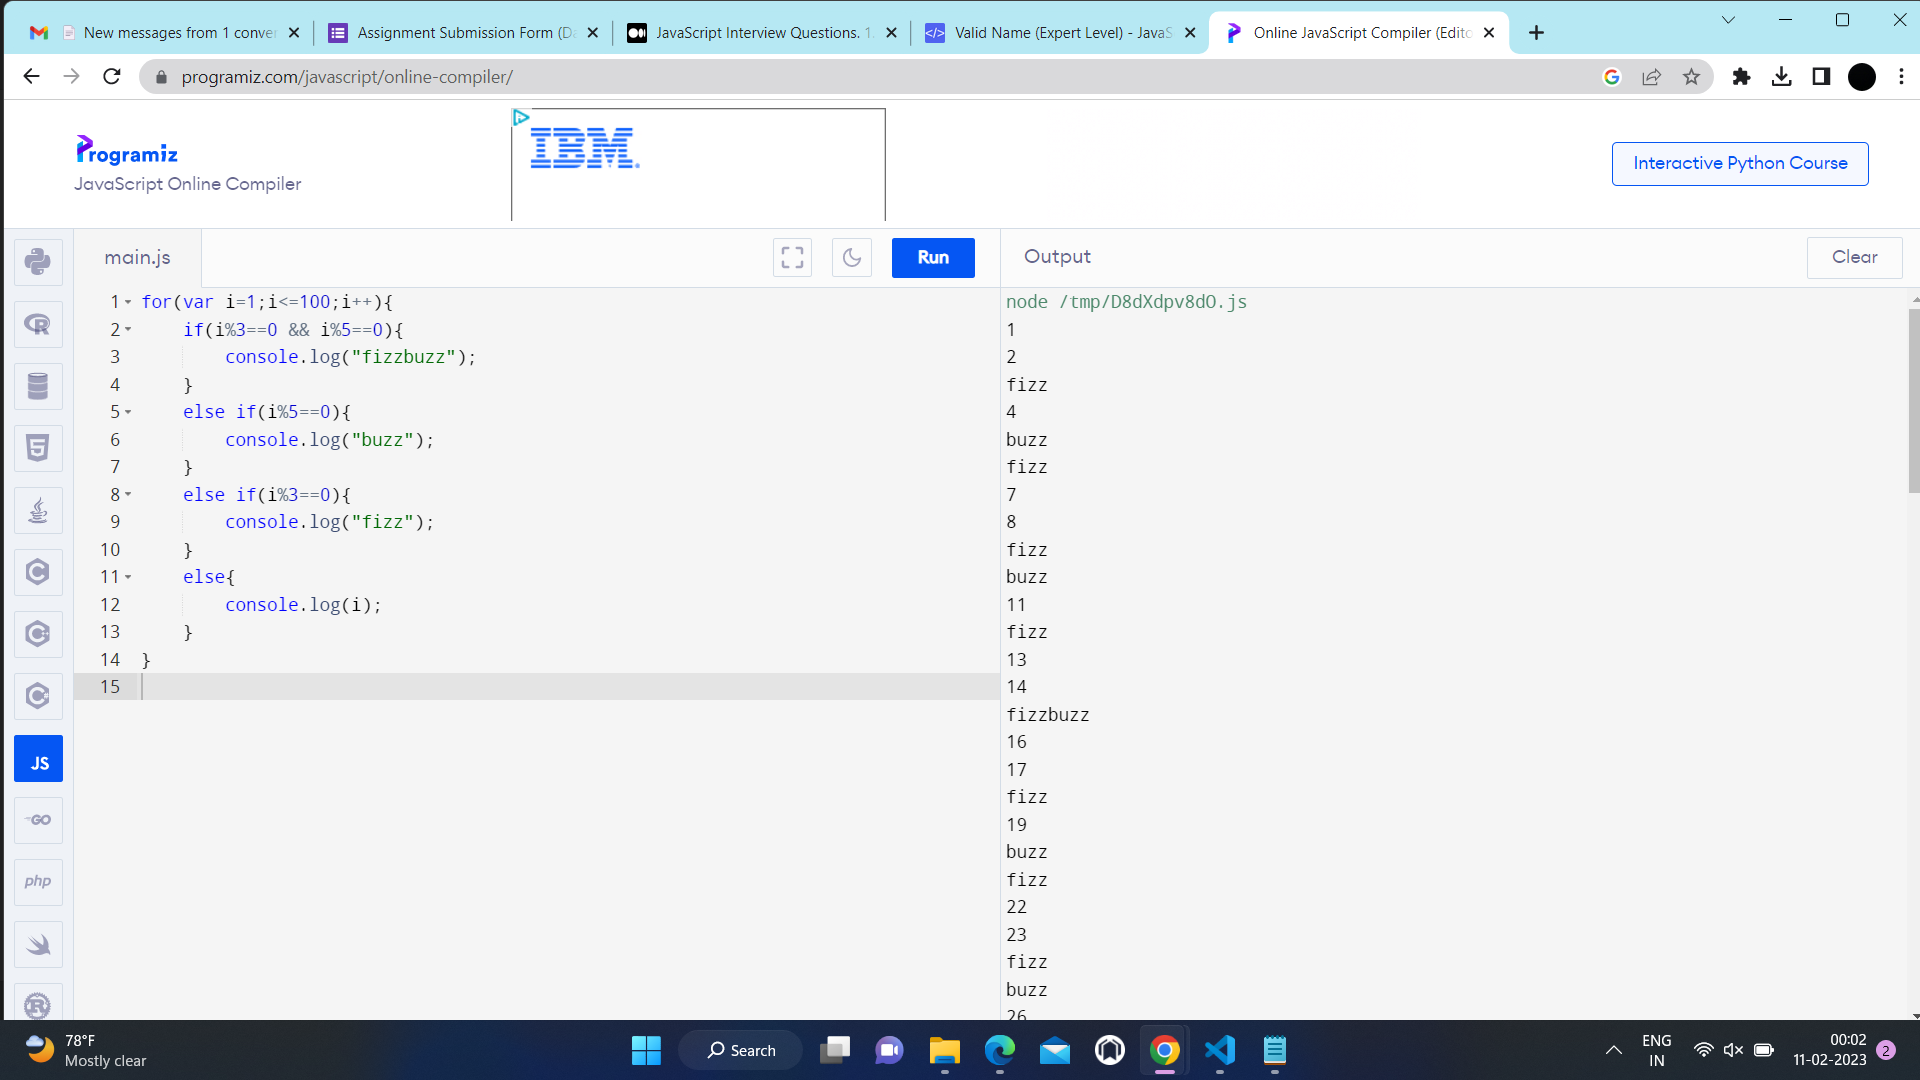 New messages from 1 conver
Assignment Submission Form (Da
JavaScript Interview Questions. 1.
Valid Name (Expert Level) - JavaS
Online JavaScript Compiler (Edito
programiz.com/javascript/online-compiler/
Programiz
JavaScript Online Compiler
IBM
Interactive Python Course
main.js
Run
Output
Clear
1 for(var i=1;i<=100;i++){
2 if(i%3==0 && i%5==0){
3 console.log("fizzbuzz");
4 }
5 else if(i%5==0){
6 console.log("buzz");
7 }
8 else if(i%3==0){
9 console.log("fizz");
10 }
11 else{
12 console.log(i);
13 }
14 }
15
node /tmp/D8dXdpv8dO.js
1
2
fizz
4
buzz
fizz
7
8
fizz
buzz
11
fizz
13
14
fizzbuzz
16
17
fizz
19
buzz
fizz
22
23
fizz
buzz
26
JS
GO
php
78°F
Mostly clear
Search
ENG
IN
00:02
11-02-2023
2